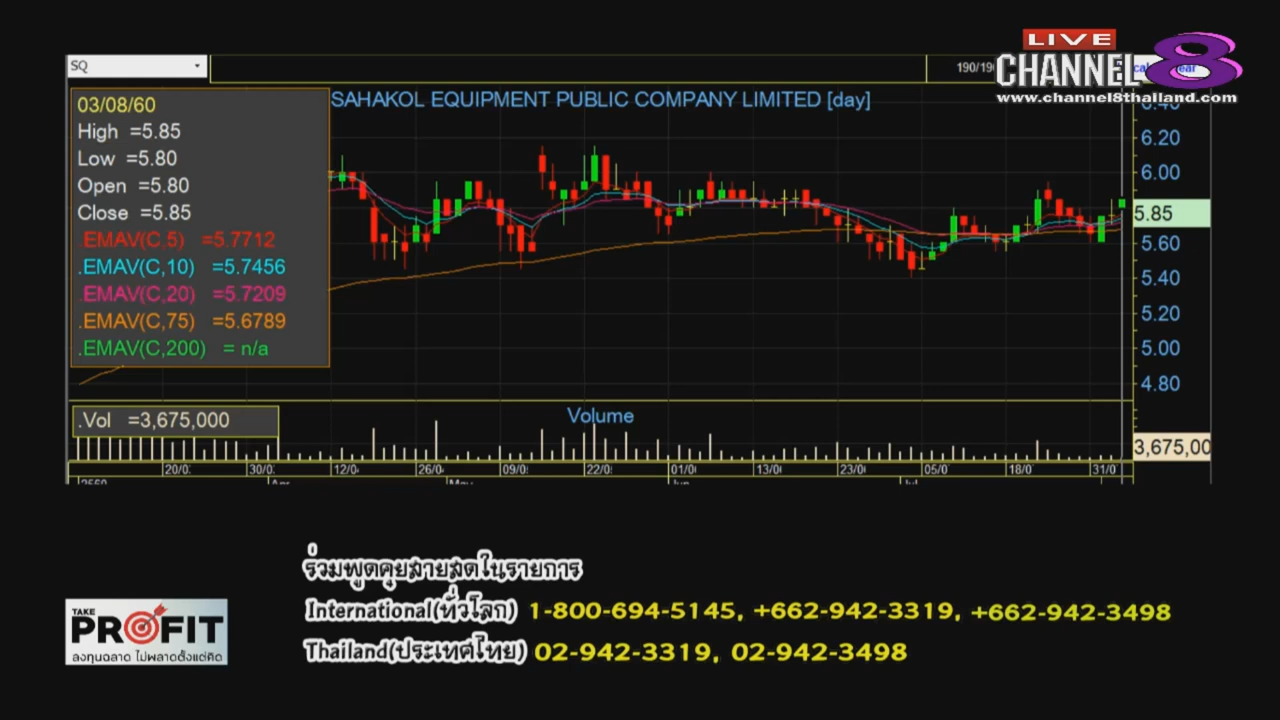 LIVE
CHANNEL 8
www.channel8thailand.com
SQ
SAHAKOL EQUIPMENT PUBLIC COMPANY LIMITED [day]
03/08/60
High =5.85
Low =5.80
Open =5.80
Close =5.85
.EMAV(C.5) =5.7712
.EMAV(C,10) =5.7456
.EMAV(C,20) =5.7209
.EMAV(C,75) =5.6789
.EMAV(C,200) = n/a
6.20
6.00
5.85
5.60
5.40
5.20
5.00
4.80
.Vol =3,675,000
Volume
3,675,00
20/0 30/0 12/0 26/0 09/0 22/0 01/0 13/0 23/0 05/0 18/0 31/0
2560 Apr May Jun Jul
ร่วมพูดคุยสายสดในรายการ
International(ทั่วโลก) 1-800-694-5145, +662-942-3319, +662-942-3498
Thailand(ประเทศไทย) 02-942-3319, 02-942-3498
TAKE
PROFIT
ลงทุนฉลาด ไม่พลาดตั้งแต่คิด